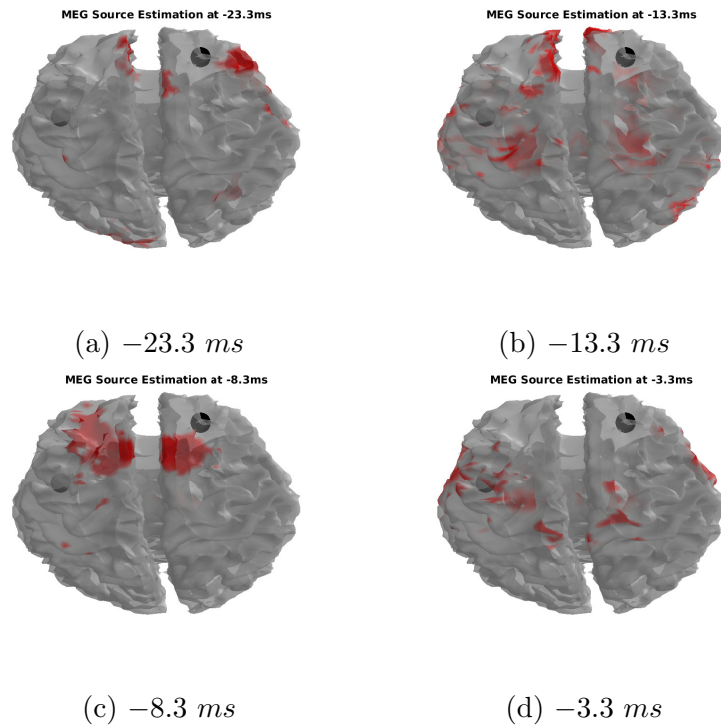 MEG Source Estimation at -23.3ms
MEG Source Estimation at -13.3ms
(a) −23.3 ms
(b) −13.3 ms
MEG Source Estimation at -8.3ms
MEG Source Estimation at -3.3ms
(c) −8.3 ms
(d) −3.3 ms